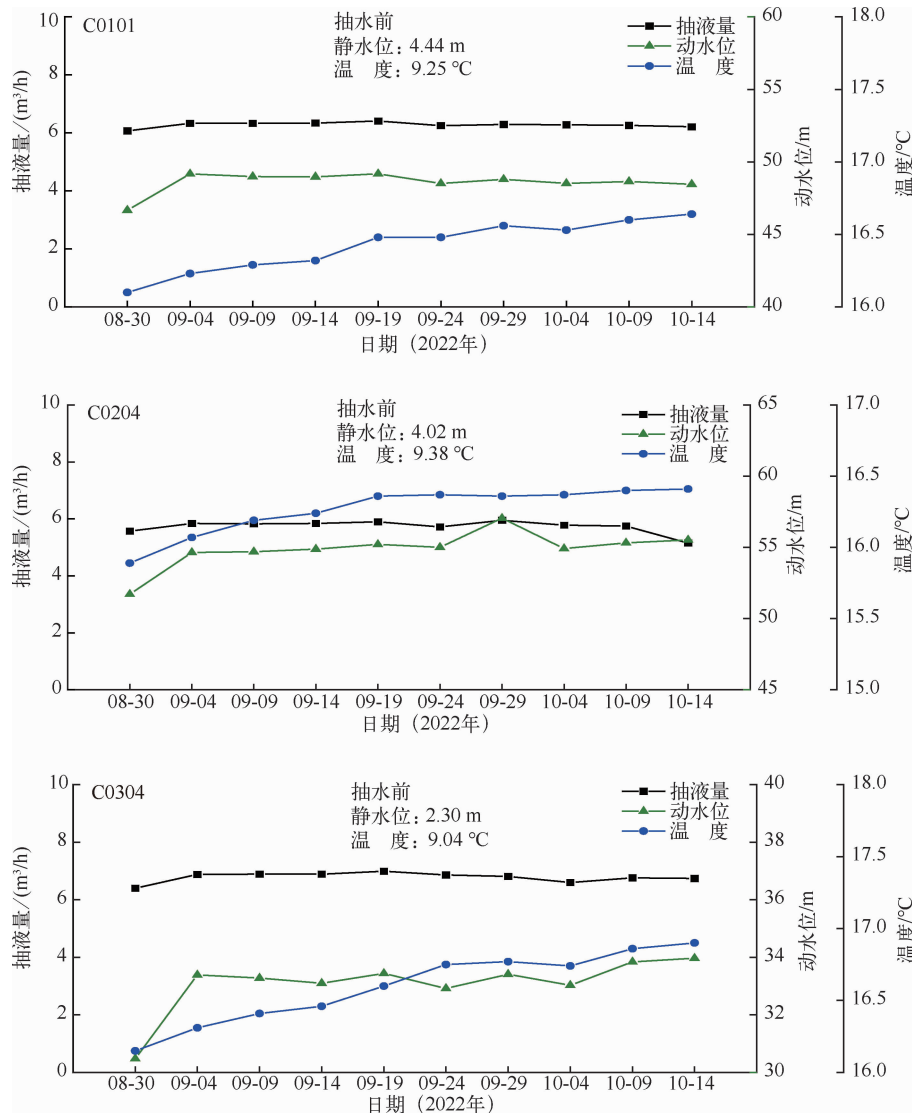 C0101
抽水前
静水位：4.44 m
温 度：9.25 ℃
抽液量
动水位
温 度
10
8
6
4
2
0
抽液量/(m³/h)
60
55
50
45
40
动水位/m
18.0
17.5
17.0
16.5
16.0
温度/℃
08-30 09-04 09-09 09-14 09-19 09-24 09-29 10-04 10-09 10-14
日期（2022年）
C0204
抽水前
静水位：4.02 m
温 度：9.38 ℃
抽液量
动水位
温 度
10
8
6
4
2
0
抽液量/(m³/h)
65
60
55
50
45
动水位/m
17.0
16.5
16.0
15.5
15.0
温度/℃
08-30 09-04 09-09 09-14 09-19 09-24 09-29 10-04 10-09 10-14
日期（2022年）
C0304
抽水前
静水位：2.30 m
温 度：9.04 ℃
抽液量
动水位
温 度
10
8
6
4
2
0
抽液量/(m³/h)
40
38
36
34
32
30
动水位/m
18.0
17.5
17.0
16.5
16.0
温度/℃
08-30 09-04 09-09 09-14 09-19 09-24 09-29 10-04 10-09 10-14
日期（2022年）